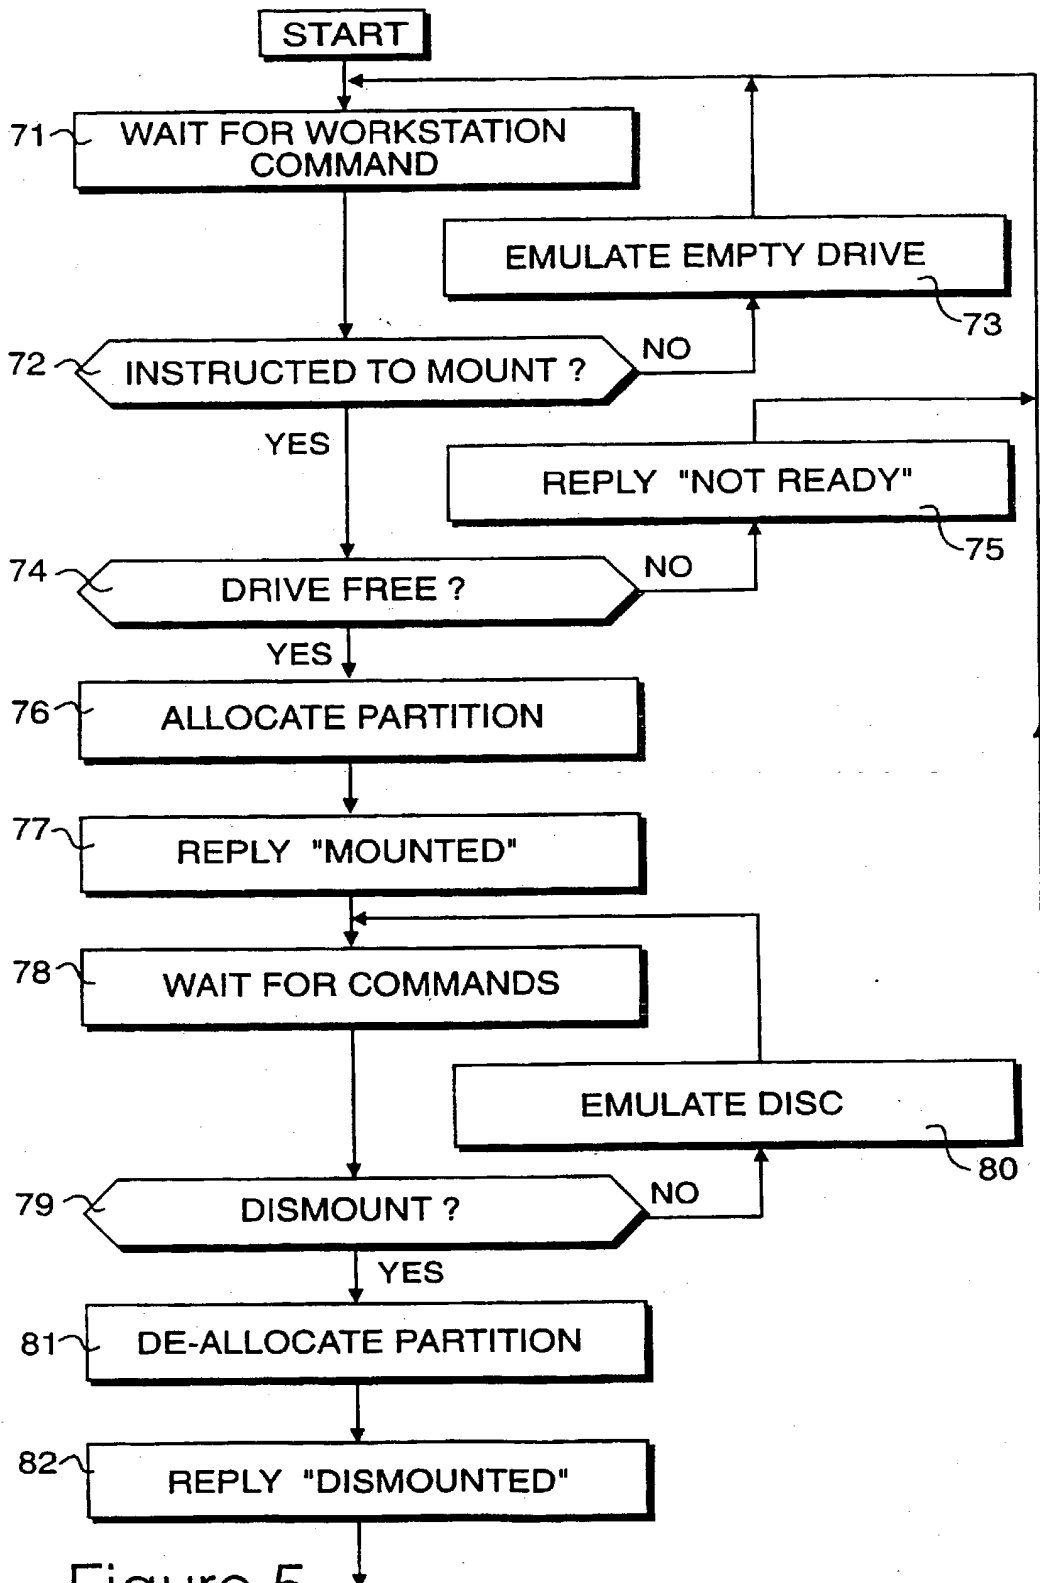 START
71
WAIT FOR WORKSTATION
COMMAND
EMULATE EMPTY DRIVE
73
72
INSTRUCTED TO MOUNT ?
NO
YES
REPLY "NOT READY"
75
74
DRIVE FREE ?
NO
YES
76
ALLOCATE PARTITION
77
REPLY "MOUNTED"
78
WAIT FOR COMMANDS
EMULATE DISC
80
79
DISMOUNT ?
NO
YES
81
DE-ALLOCATE PARTITION
82
REPLY "DISMOUNTED"
Figure 5